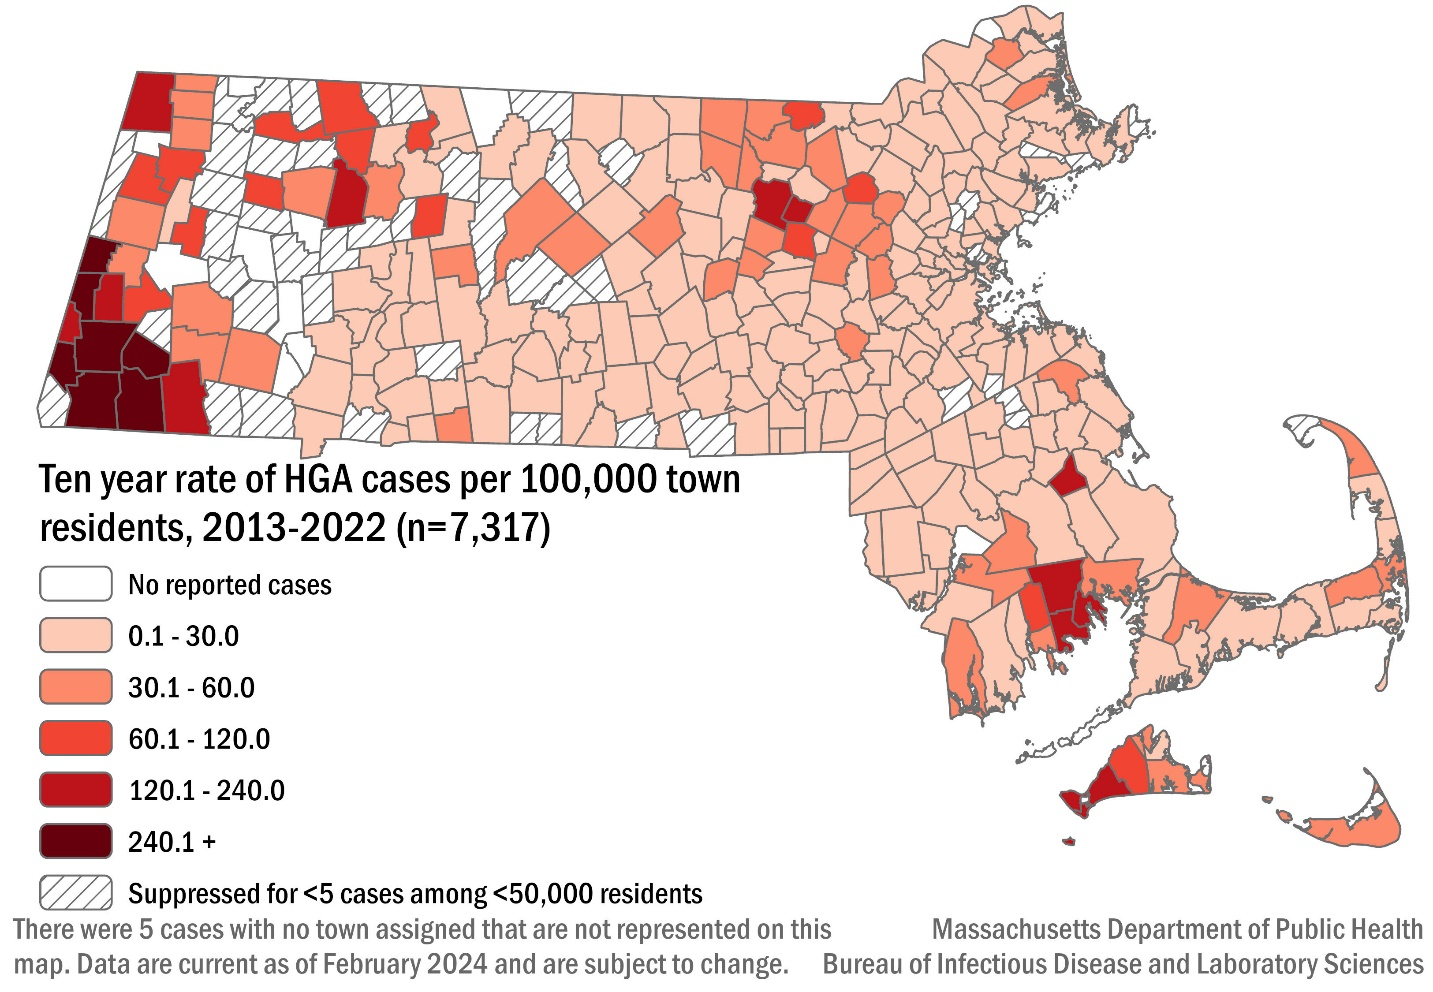 Ten year rate of HGA cases per 100,000 town
residents, 2013-2022 (n=7,317)
No reported cases
0.1 - 30.0
30.1 - 60.0
60.1 - 120.0
120.1 - 240.0
240.1 +
Suppressed for <5 cases among <50,000 residents
There were 5 cases with no town assigned that are not represented on this
map. Data are current as of February 2024 and are subject to change.
Massachusetts Department of Public Health
Bureau of Infectious Disease and Laboratory Sciences